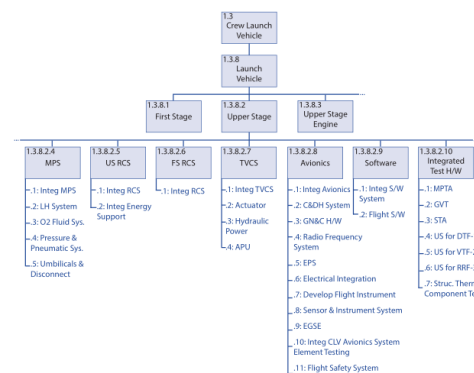 1.3
Crew Launch
Vehicle
1.3.8
Launch
Vehicle
1.3.8.1
First Stage
1.3.8.2
Upper Stage
1.3.8.3
Upper Stage
Engine
1.3.8.2.4
MPS
.1: Integ MPS
.2: LH System
.3: O2 Fluid Sys.
.4: Pressure &
Pneumatic Sys.
.5: Umbilicals &
Disconnect
1.3.8.2.5
US RCS
.1: Integ RCS
.2: Integ Energy
Support
1.3.8.2.6
FS RCS
.1: Integ RCS
1.3.8.2.7
TVCS
.1: Integ TVCS
.2: Actuator
.3: Hydraulic
Power
.4: APU
1.3.8.2.8
Avionics
.1: Integ Avionics
.2: C&DH System
.3: GN&C H/W
.4: Radio Frequency
System
.5: EPS
.6: Electrical Integration
.7: Develop Flight Instrument
.8: Sensor & Instrument System
.9: EGSE
.10: Integ CLV Avionics System
Element Testing
.11: Flight Safety System
1.3.8.2.9
Software
.1: Integ S/W
System
.2: Flight S/W
1.3.8.2.10
Integrated
Test H/W
.1: MPTA
.2: GVT
.3: STA
.4: US for DTF-
.5: US for VTF-
.6: US for RRF-
.7: Struc. Therm
Component Te